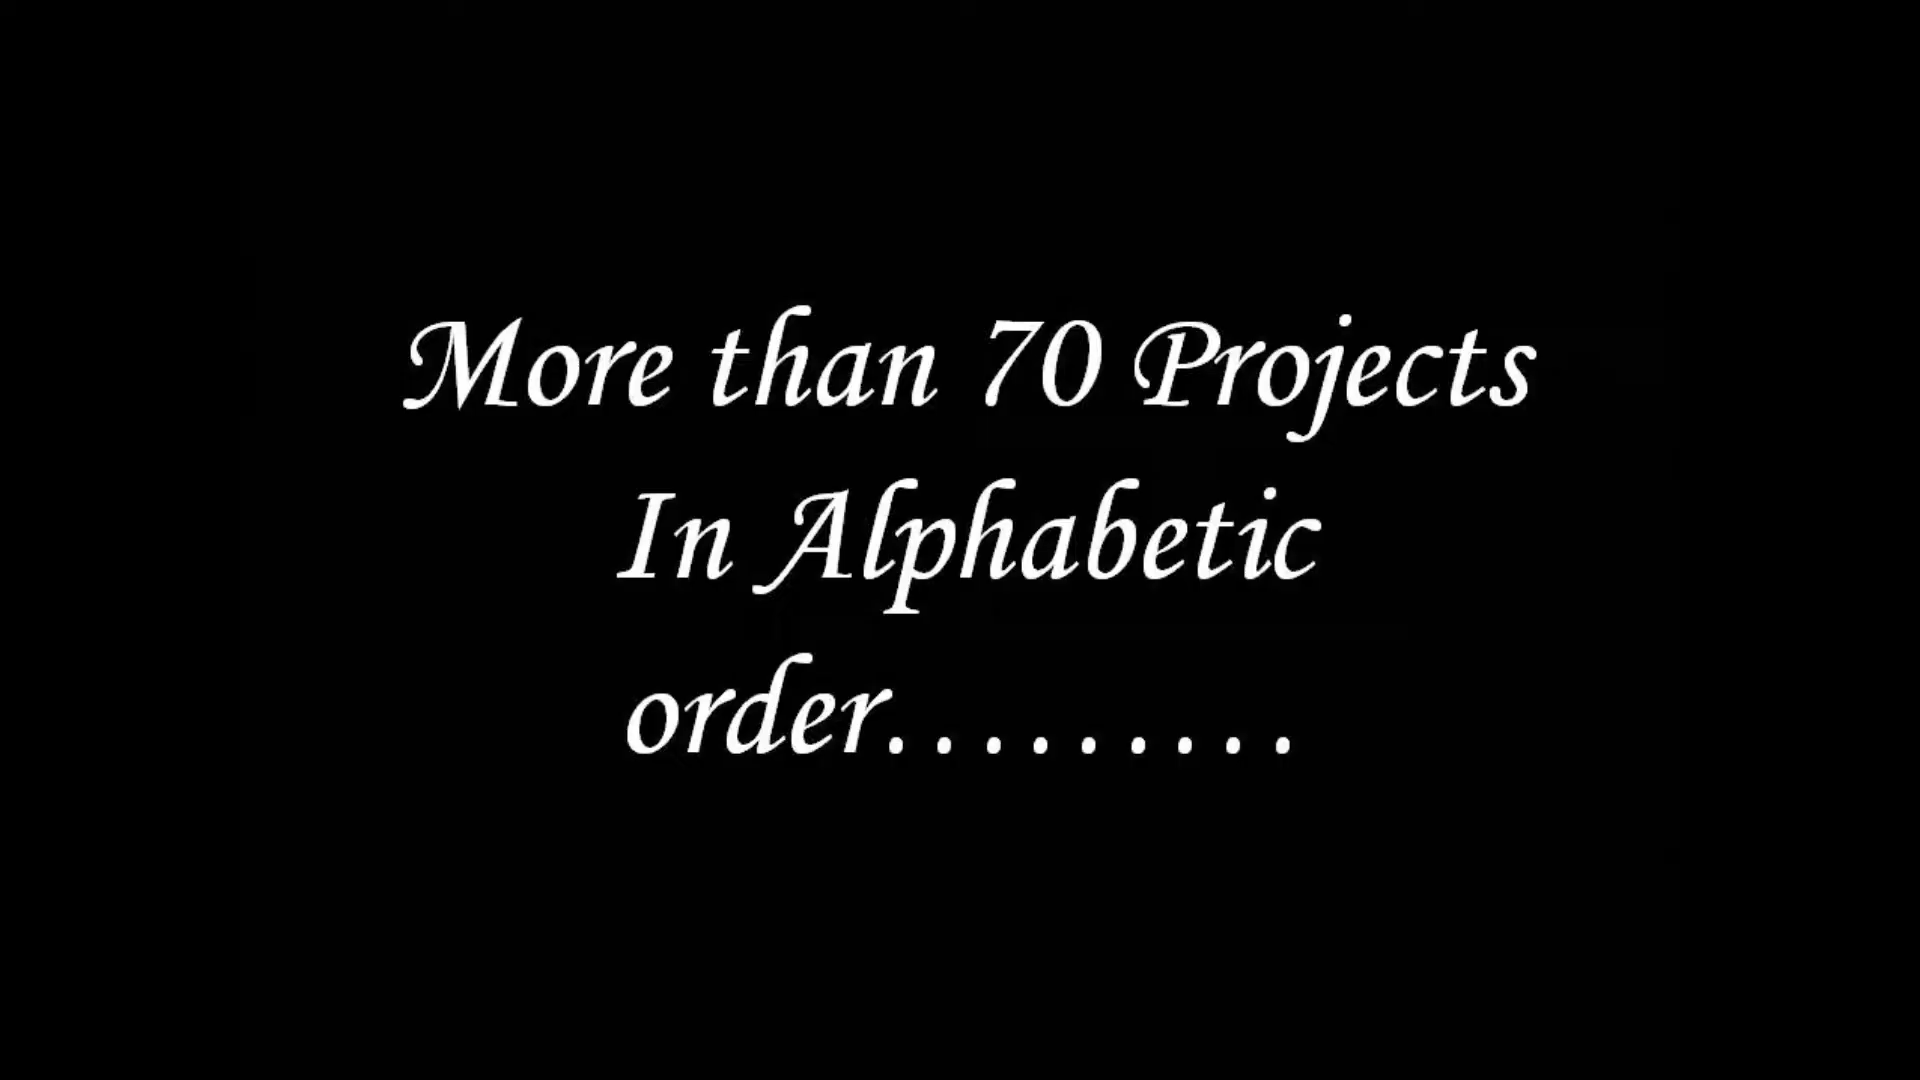 More than 70 Projects
In Alphabetic
order.........